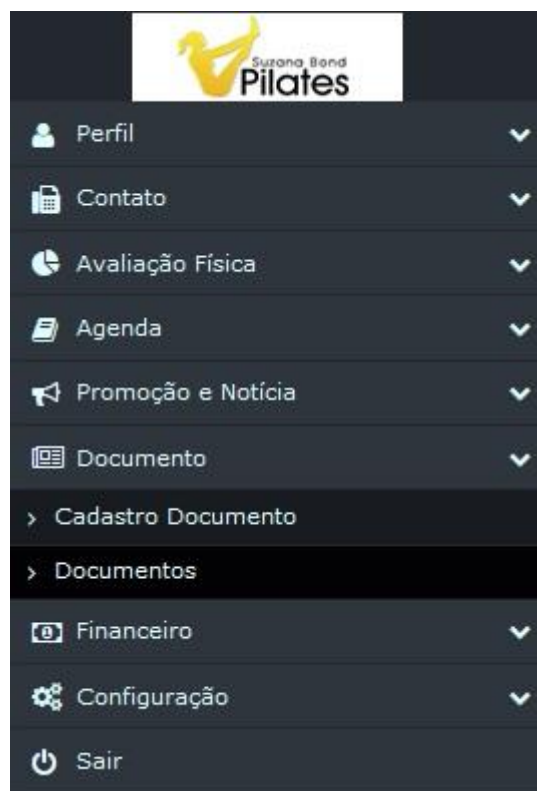 Suzana Bond
Pilates
Perfil
Contato
Avaliação Física
Agenda
Promoção e Notícia
Documento
Cadastro Documento
Documentos
Financeiro
Configuração
Sair